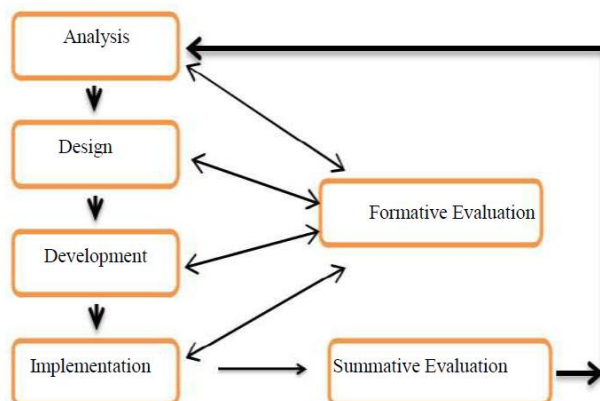 Analysis
Design
Formative Evaluation
Development
Implementation
Summative Evaluation